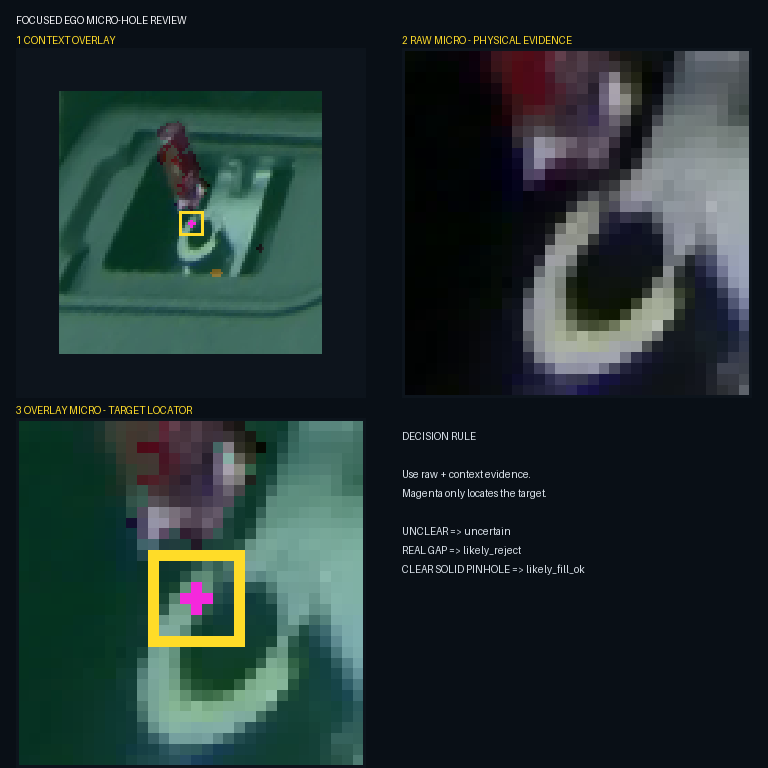 FOCUSED EGO MICRO-HOLE REVIEW
1 CONTEXT OVERLAY
2 RAW MICRO - PHYSICAL EVIDENCE
3 OVERLAY MICRO - TARGET LOCATOR
DECISION RULE
Use raw + context evidence.
Magenta only locates the target.
UNCLEAR => uncertain
REAL GAP => likely_reject
CLEAR SOLID PINHOLE => likely_fill_ok